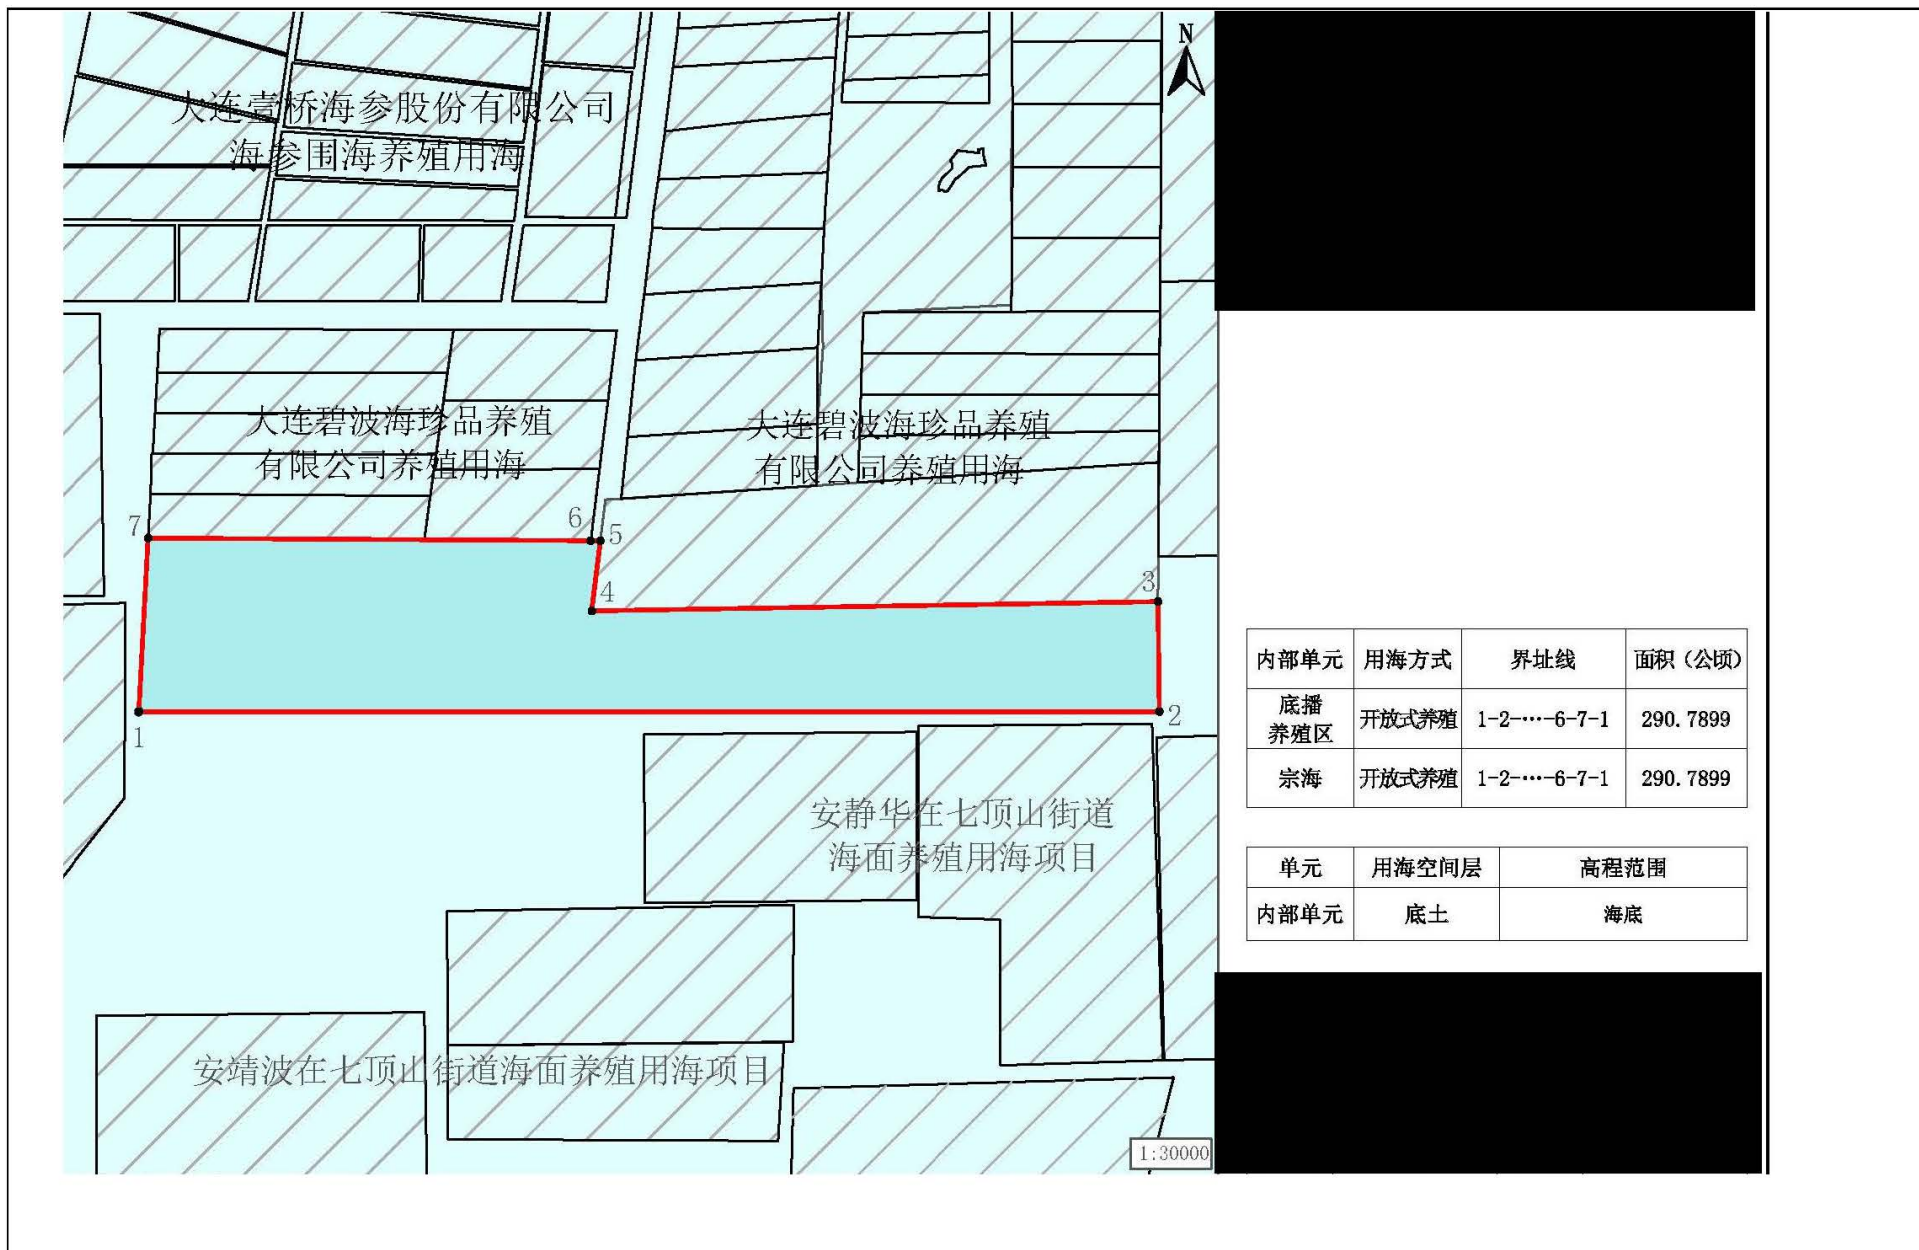 N
大连壹桥海参股份有限公司
海参围海养殖用海
大连碧波海珍品养殖
有限公司养殖用海
大连碧波海珍品养殖
有限公司养殖用海
7
6
5
4
3
1
2
内部单元 用海方式 界址线 面积（公顷）
底播
养殖区 开放式养殖 1-2-···-6-7-1 290.7899
宗海 开放式养殖 1-2-···-6-7-1 290.7899
安静华在七顶山街道
海面养殖用海项目
单元 用海空间层 高程范围
内部单元 底土 海底
安靖波在七顶山街道海面养殖用海项目
1:30000